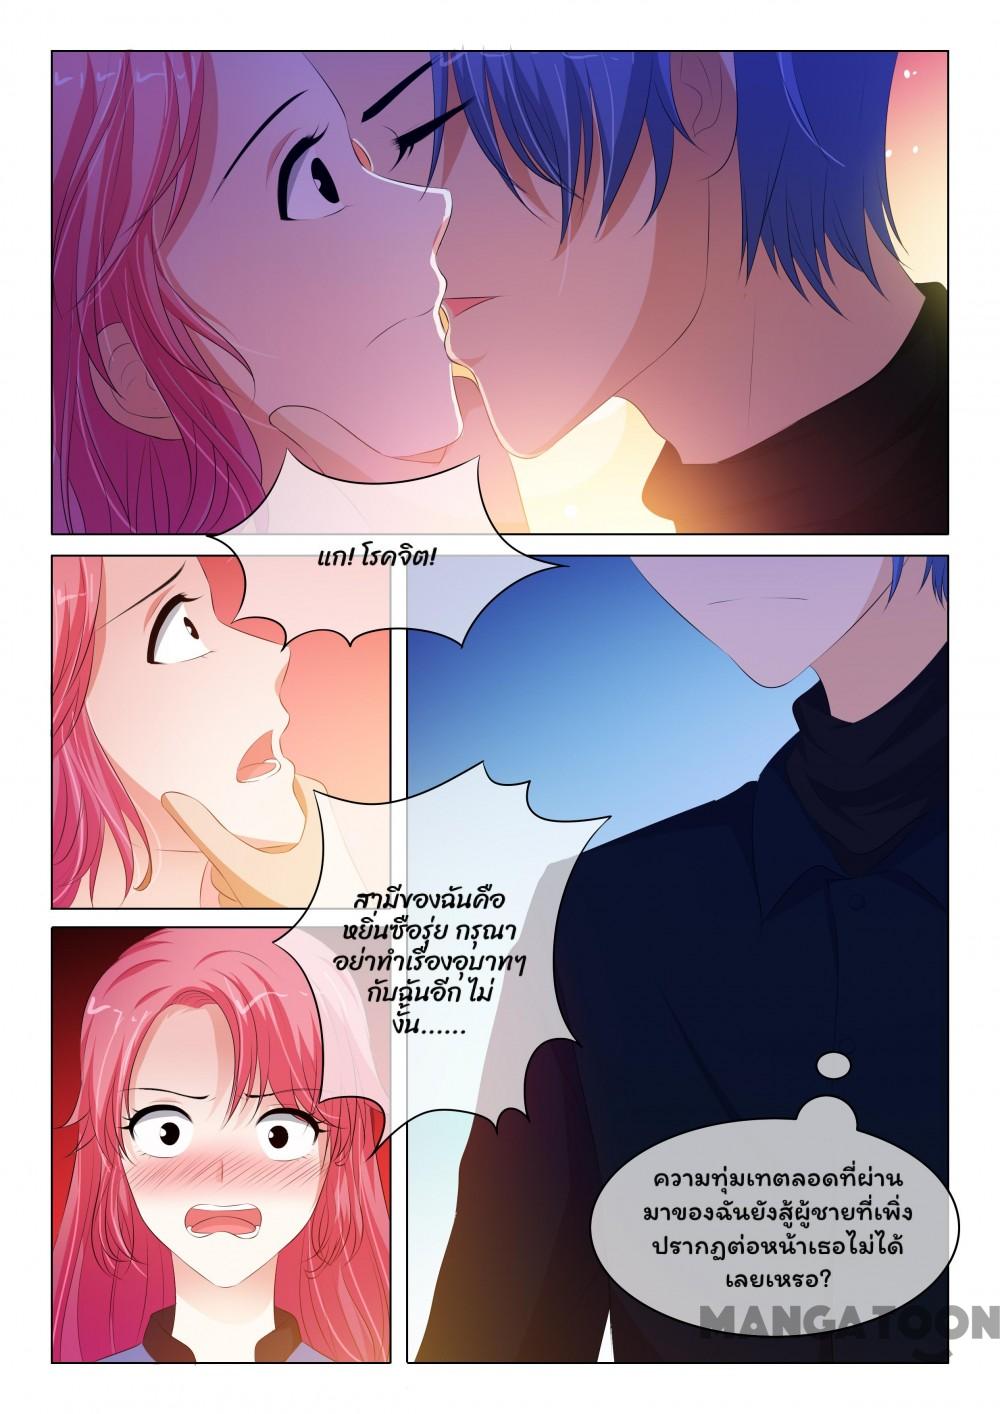 แก! โรคจิต!
สามีของฉันคือ
หยิ่นซือรุ่ย กรุณา
อย่าทำเรื่องอุบาทๆ
กับฉันอีก ไม่
งั้น......
ความทุ่มเทตลอดที่ผ่าน
มาของฉันยังสู้ผู้ชายที่เพิ่ง
ปรากฏต่อหน้าเธอไม่ได้
เลยเหรอ?
MANGATOON